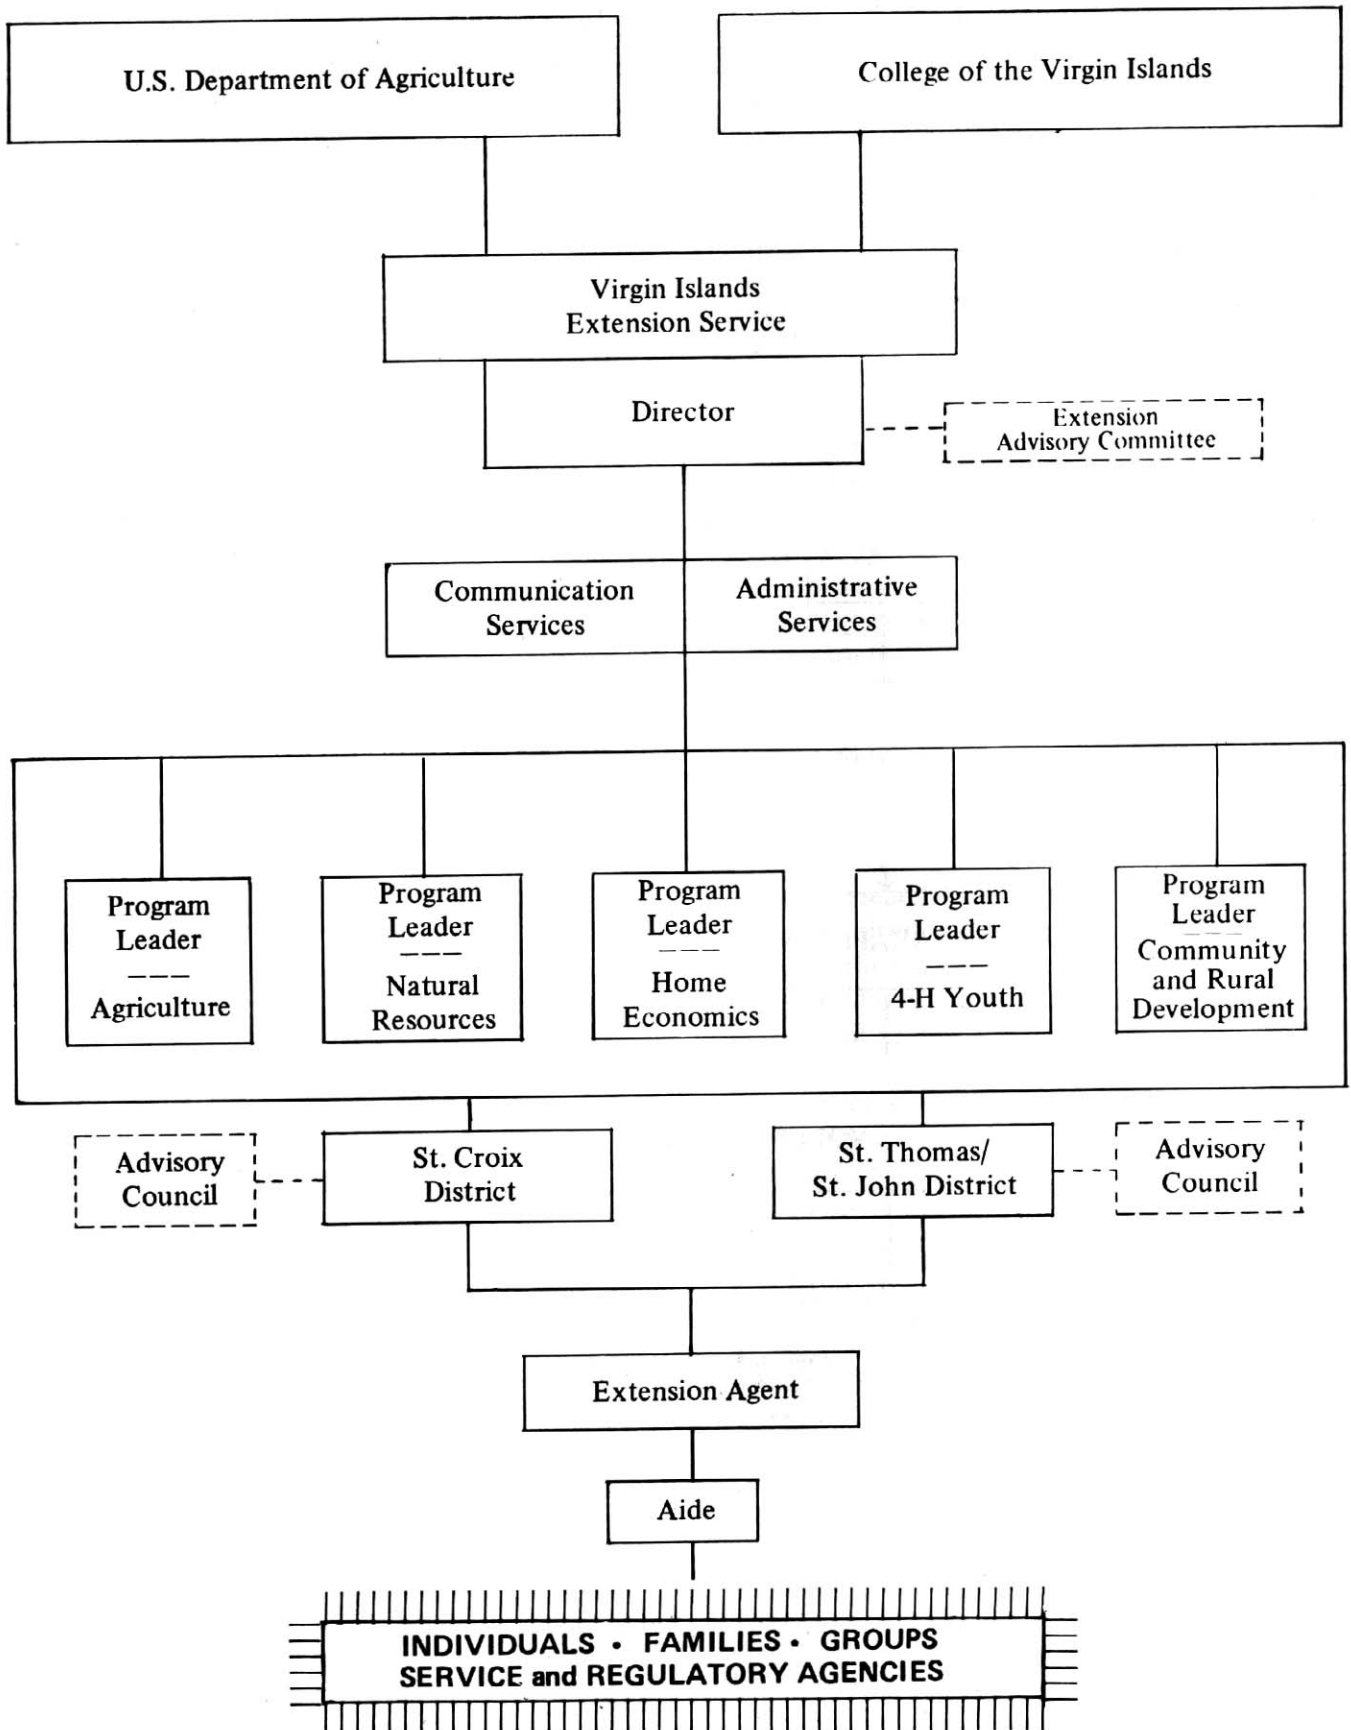 U.S. Department of Agriculture
College of the Virgin Islands
Virgin Islands
Extension Service
Director
Extension
Advisory Committee
Communication
Services
Administrative
Services
Program
Leader
Agriculture
Program
Leader
Natural
Resources
Program
Leader
Home
Economics
Program
Leader
4-H Youth
Program
Leader
Community
and Rural
Development
Advisory
Council
St. Croix
District
St. Thomas/
St. John District
Advisory
Council
Extension Agent
Aide
INDIVIDUALS • FAMILIES • GROUPS
SERVICE and REGULATORY AGENCIES